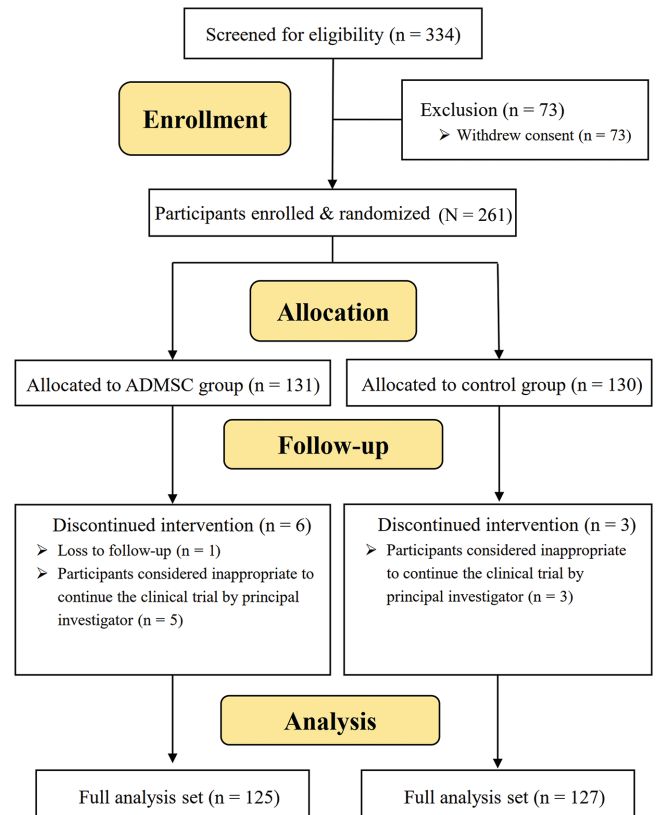 Screened for eligibility (n = 334)
Enrollment
Exclusion (n = 73)
➢ Withdrew consent (n = 73)
Participants enrolled & randomized (N = 261)
Allocation
Allocated to ADMSC group (n = 131)
Allocated to control group (n = 130)
Follow-up
Discontinued intervention (n = 6)
➢ Loss to follow-up (n = 1)
➢ Participants considered inappropriate to
continue the clinical trial by principal
investigator (n = 5)
Discontinued intervention (n = 3)
➢ Participants considered inappropriate
to continue the clinical trial by
principal investigator (n = 3)
Analysis
Full analysis set (n = 125)
Full analysis set (n = 127)